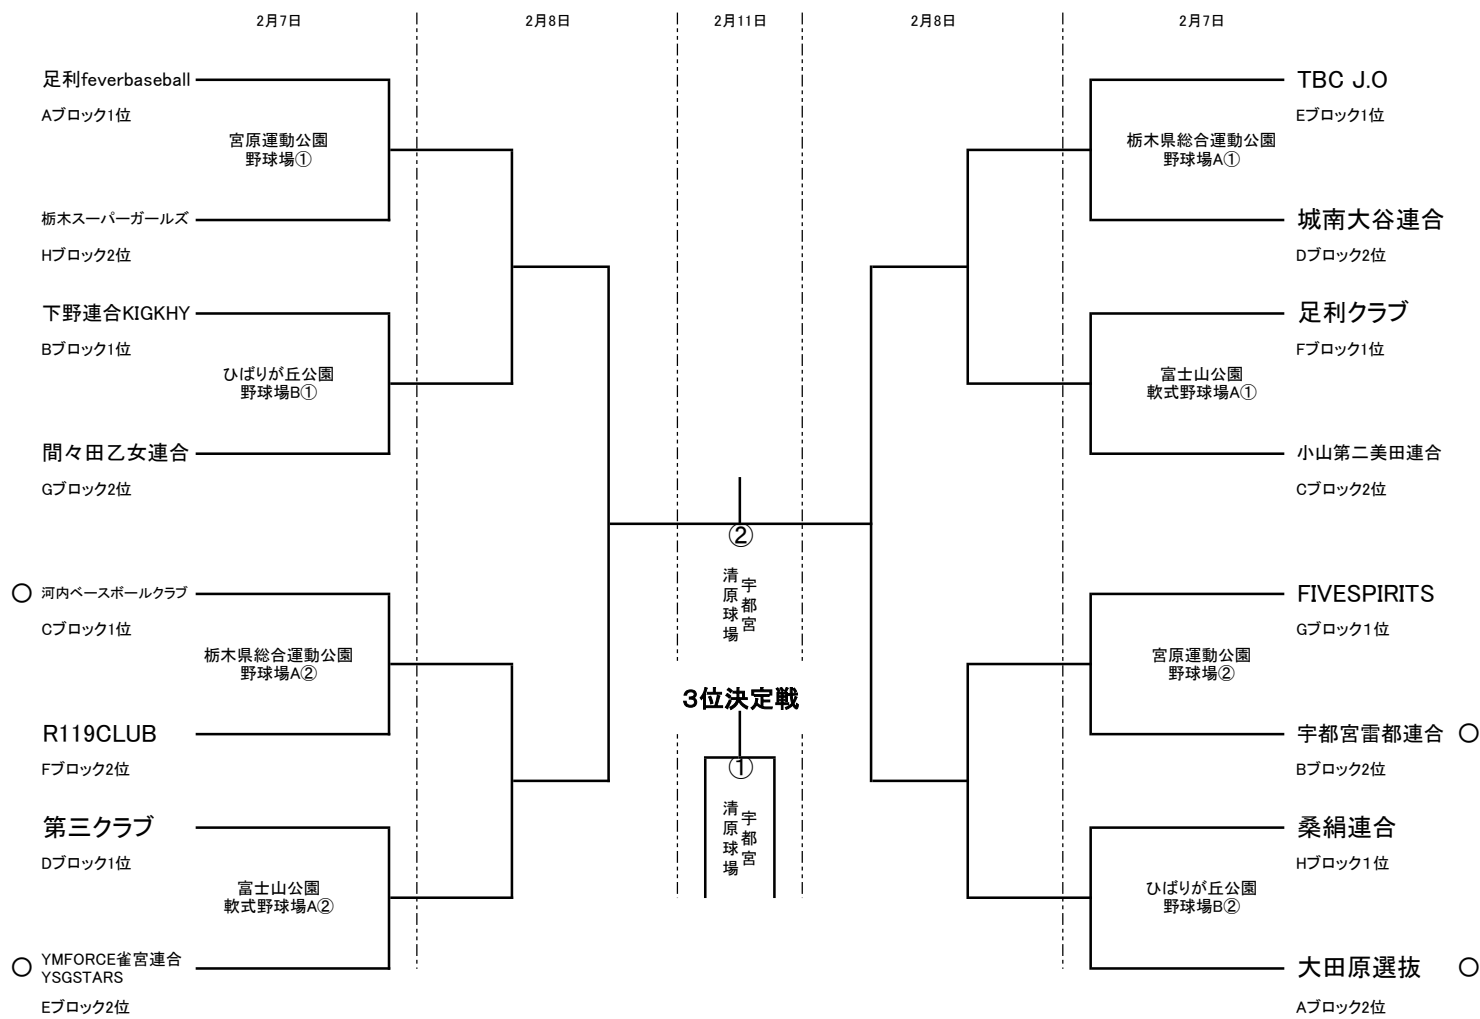 2月7日
2月8日
2月11日
2月8日
2月7日
足利feverbaseball
Aブロック1位
宮原運動公園
野球場①
栃木スーパーガールズ
Hブロック2位
下野連合KIGKHY
Bブロック1位
ひばりが丘公園
野球場B①
間々田乙女連合
Gブロック2位
○ 河内ベースボールクラブ
Cブロック1位
栃木県総合運動公園
野球場A②
R119CLUB
Fブロック2位
第三クラブ
Dブロック1位
富士山公園
軟式野球場A②
○ YMFORCE雀宮連合
YSGSTARS
Eブロック2位
②
宇都宮
清原球場
3位決定戦
①
宇都宮
清原球場
TBC J.O
Eブロック1位
栃木県総合運動公園
野球場A①
城南大谷連合
Dブロック2位
足利クラブ
Fブロック1位
富士山公園
軟式野球場A①
小山第二美田連合
Cブロック2位
FIVESPIRITS
Gブロック1位
宮原運動公園
野球場②
宇都宮雷都連合 ○
Bブロック2位
桑絹連合
Hブロック1位
ひばりが丘公園
野球場B②
大田原選抜 ○
Aブロック2位